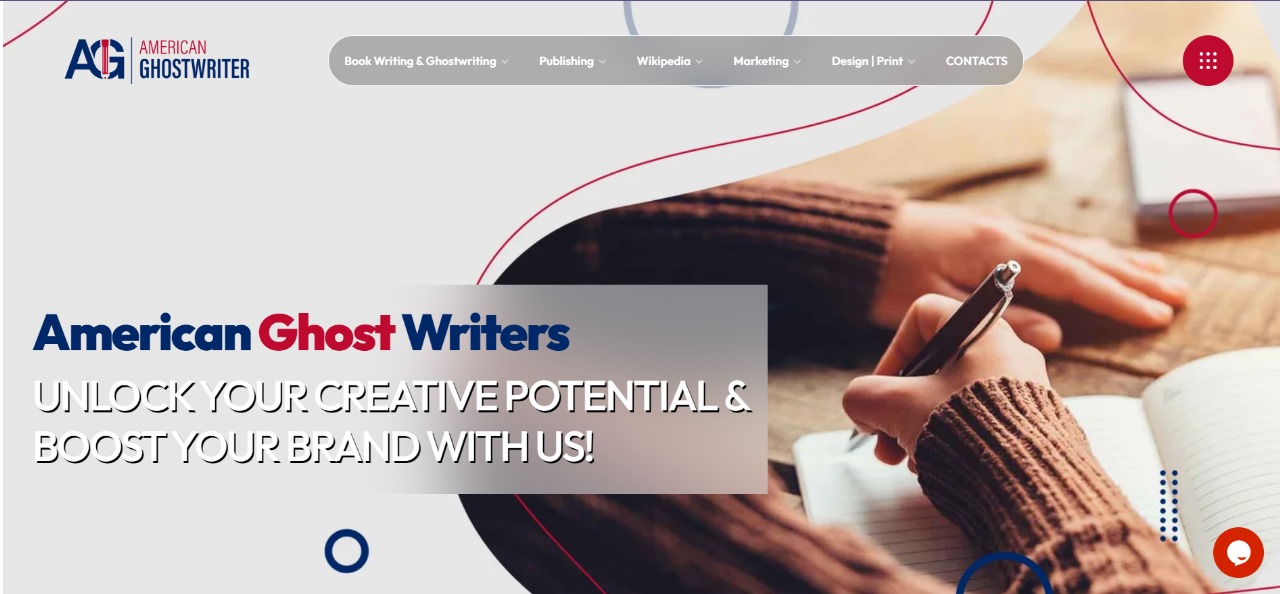 AG AMERICAN
GHOSTWRITER
Book Writing & Ghostwriting Publishing Wikipedia Marketing Design | Print CONTACTS
American Ghost Writers
UNLOCK YOUR CREATIVE POTENTIAL &
BOOST YOUR BRAND WITH US!